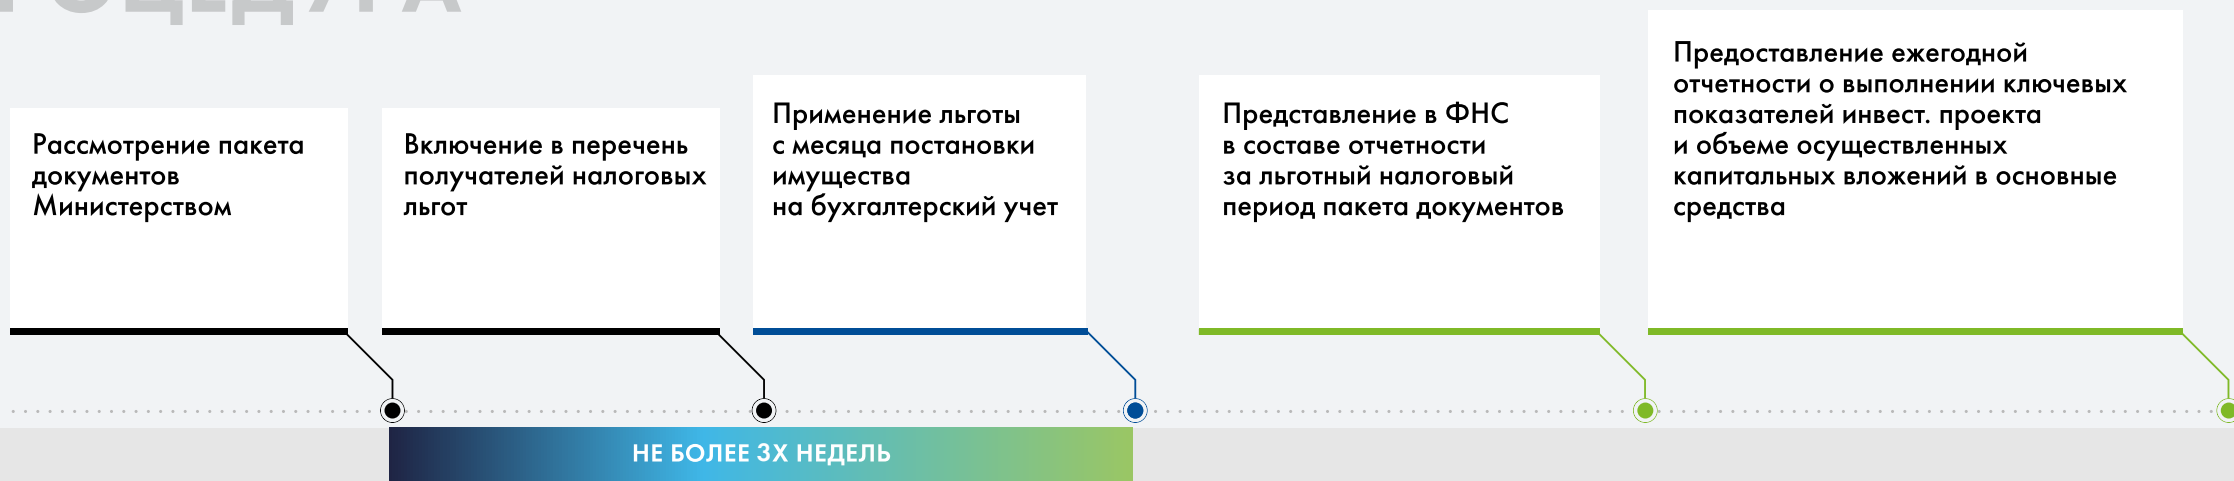 Рассмотрение пакета
документов
Министерством
Включение в перечень
получателей налоговых
льгот
Применение льготы
с месяца постановки
имущества
на бухгалтерский учет
Представление в ФНС
в составе отчетности
за льготный налоговый
период пакета документов
Предоставление ежегодной
отчетности о выполнении ключевых
показателей инвест. проекта
и объеме осуществленных
капитальных вложений в основные
средства
НЕ БОЛЕЕ 3Х НЕДЕЛЬ